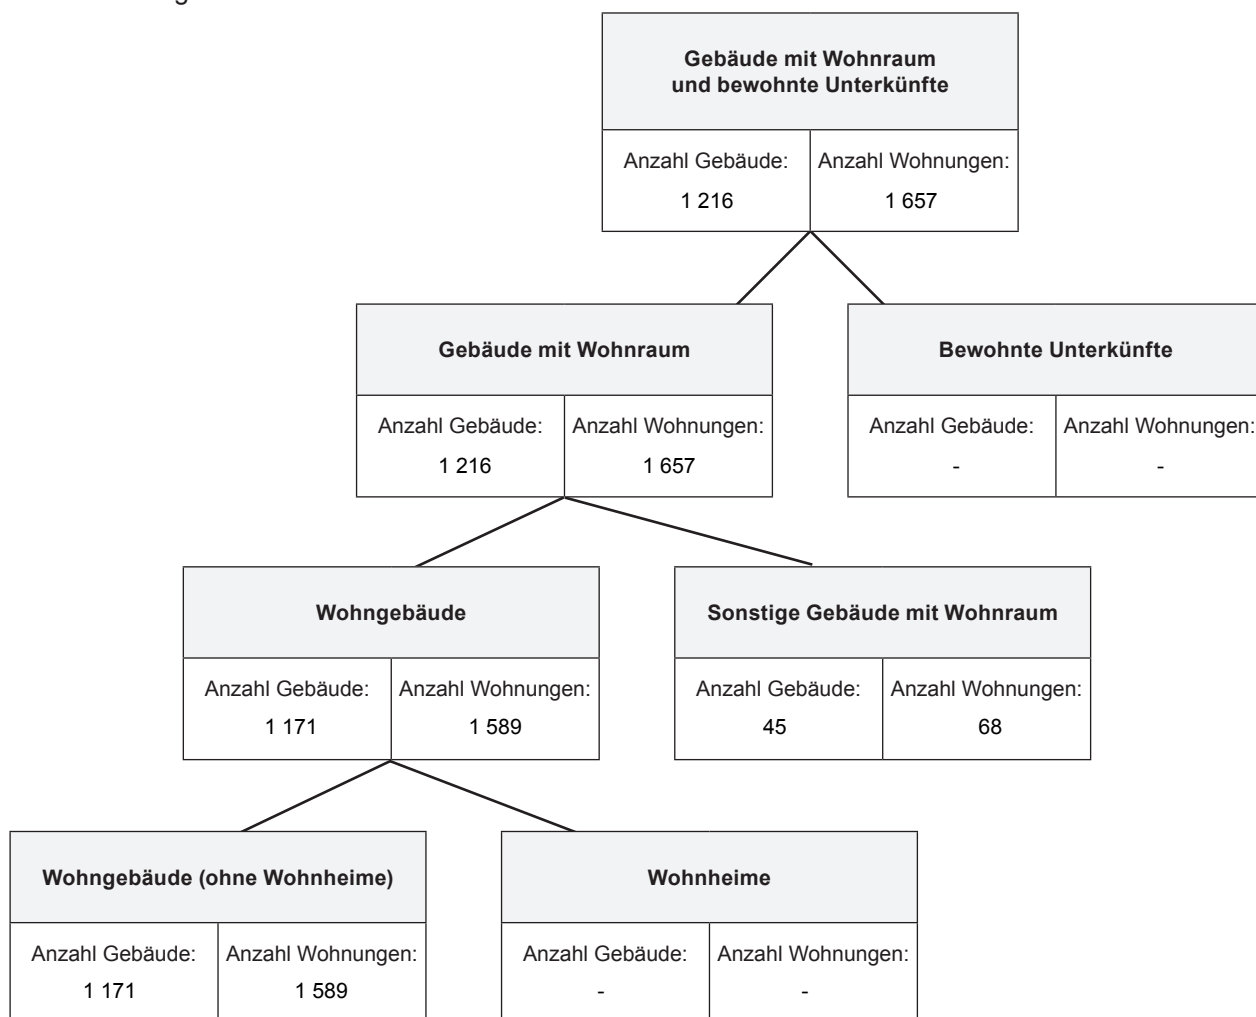 Gebäude mit Wohnraum
und bewohnte Unterkünfte
Anzahl Gebäude: Anzahl Wohnungen:
1 216 1 657
Gebäude mit Wohnraum Bewohnte Unterkünfte
Anzahl Gebäude: Anzahl Wohnungen: Anzahl Gebäude: Anzahl Wohnungen:
1 216 1 657 - -
Wohngebäude Sonstige Gebäude mit Wohnraum
Anzahl Gebäude: Anzahl Wohnungen: Anzahl Gebäude: Anzahl Wohnungen:
1 171 1 589 45 68
Wohngebäude (ohne Wohnheime) Wohnheime
Anzahl Gebäude: Anzahl Wohnungen: Anzahl Gebäude: Anzahl Wohnungen:
1 171 1 589 - -